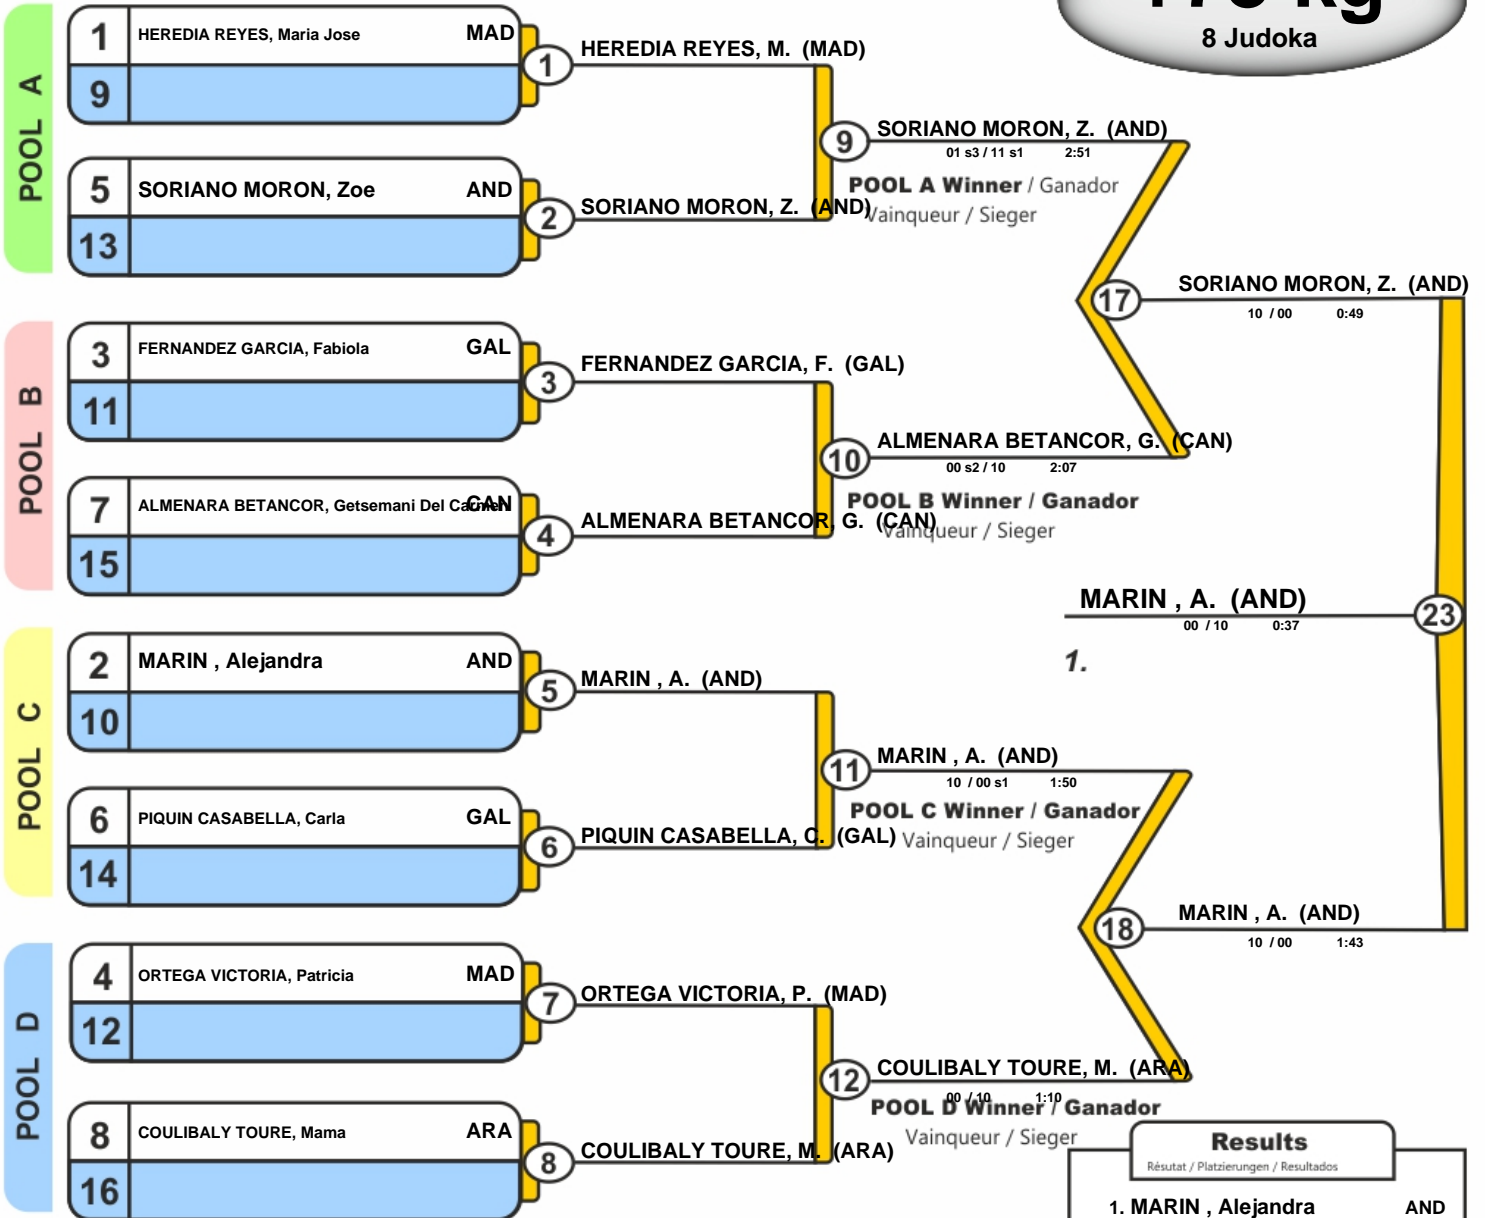 8 Judoka
POOL A
1 HEREDIA REYES, Maria Jose MAD
9
1
HEREDIA REYES, M. (MAD)
5 SORIANO MORON, Zoe AND
13
2
SORIANO MORON, Z. (AND)
9
SORIANO MORON, Z. (AND)
01 s3 / 11 s1 2:51
POOL A Winner / Ganador
Vainqueur / Sieger
POOL B
3 FERNANDEZ GARCIA, Fabiola GAL
11
3
FERNANDEZ GARCIA, F. (GAL)
7 ALMENARA BETANCOR, Getsemani Del Carmen CAN
15
4
ALMENARA BETANCOR, G. (CAN)
10
ALMENARA BETANCOR, G. (CAN)
00 s2 / 10 2:07
POOL B Winner / Ganador
Vainqueur / Sieger
17
SORIANO MORON, Z. (AND)
10 / 00 0:49
POOL C
2 MARIN , Alejandra AND
10
5
MARIN , A. (AND)
6 PIQUIN CASABELLA, Carla GAL
14
6
PIQUIN CASABELLA, C. (GAL)
11
MARIN , A. (AND)
10 / 00 s1 1:50
POOL C Winner / Ganador
Vainqueur / Sieger
POOL D
4 ORTEGA VICTORIA, Patricia MAD
12
7
ORTEGA VICTORIA, P. (MAD)
8 COULIBALY TOURE, Mama ARA
16
8
COULIBALY TOURE, M. (ARA)
12
COULIBALY TOURE, M. (ARA)
00 / 10 1:10
POOL D Winner / Ganador
Vainqueur / Sieger
18
MARIN , A. (AND)
10 / 00 1:43
23
MARIN , A. (AND)
00 / 10 0:37
1.
Results
Résutat / Platzierungen / Resultados
1. MARIN , Alejandra AND